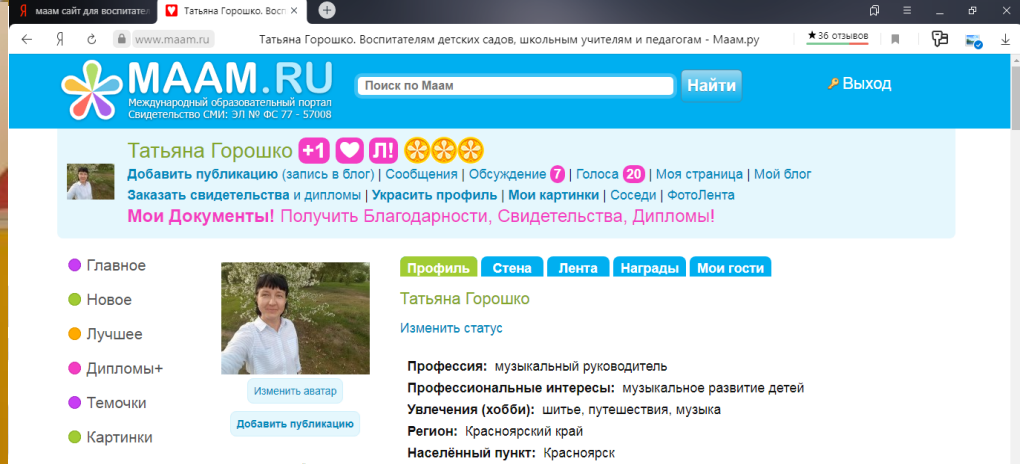 маам сайт для воспитател
Татьяна Горошко. Восп
www.maam.ru
Татьяна Горошко. Воспитателям детских садов, школьным учителям и педагогам - Маам.ру
★36 отзывов
MAAM.RU
Международный образовательный портал
Свидетельство СМИ: ЭЛ № ФС 77 - 57008
Поиск по Маам
Найти
Выход
Татьяна Горошко +1 Л!
Добавить публикацию (запись в блог) | Сообщения | Обсуждение 7 | Голоса 20 | Моя страница | Мой блог
Заказать свидетельства и дипломы | Украсить профиль | Мои картинки | Соседи | ФотоЛента
Мои Документы! Получить Благодарности, Свидетельства, Дипломы!
Главное
Новое
Лучшее
Дипломы+
Темочки
Картинки
Изменить аватар
Добавить публикацию
Профиль Стена Лента Награды Мои гости
Татьяна Горошко
Изменить статус
Профессия: музыкальный руководитель
Профессиональные интересы: музыкальное развитие детей
Увлечения (хобби): шитье, путешествия, музыка
Регион: Красноярский край
Населённый пункт: Красноярск